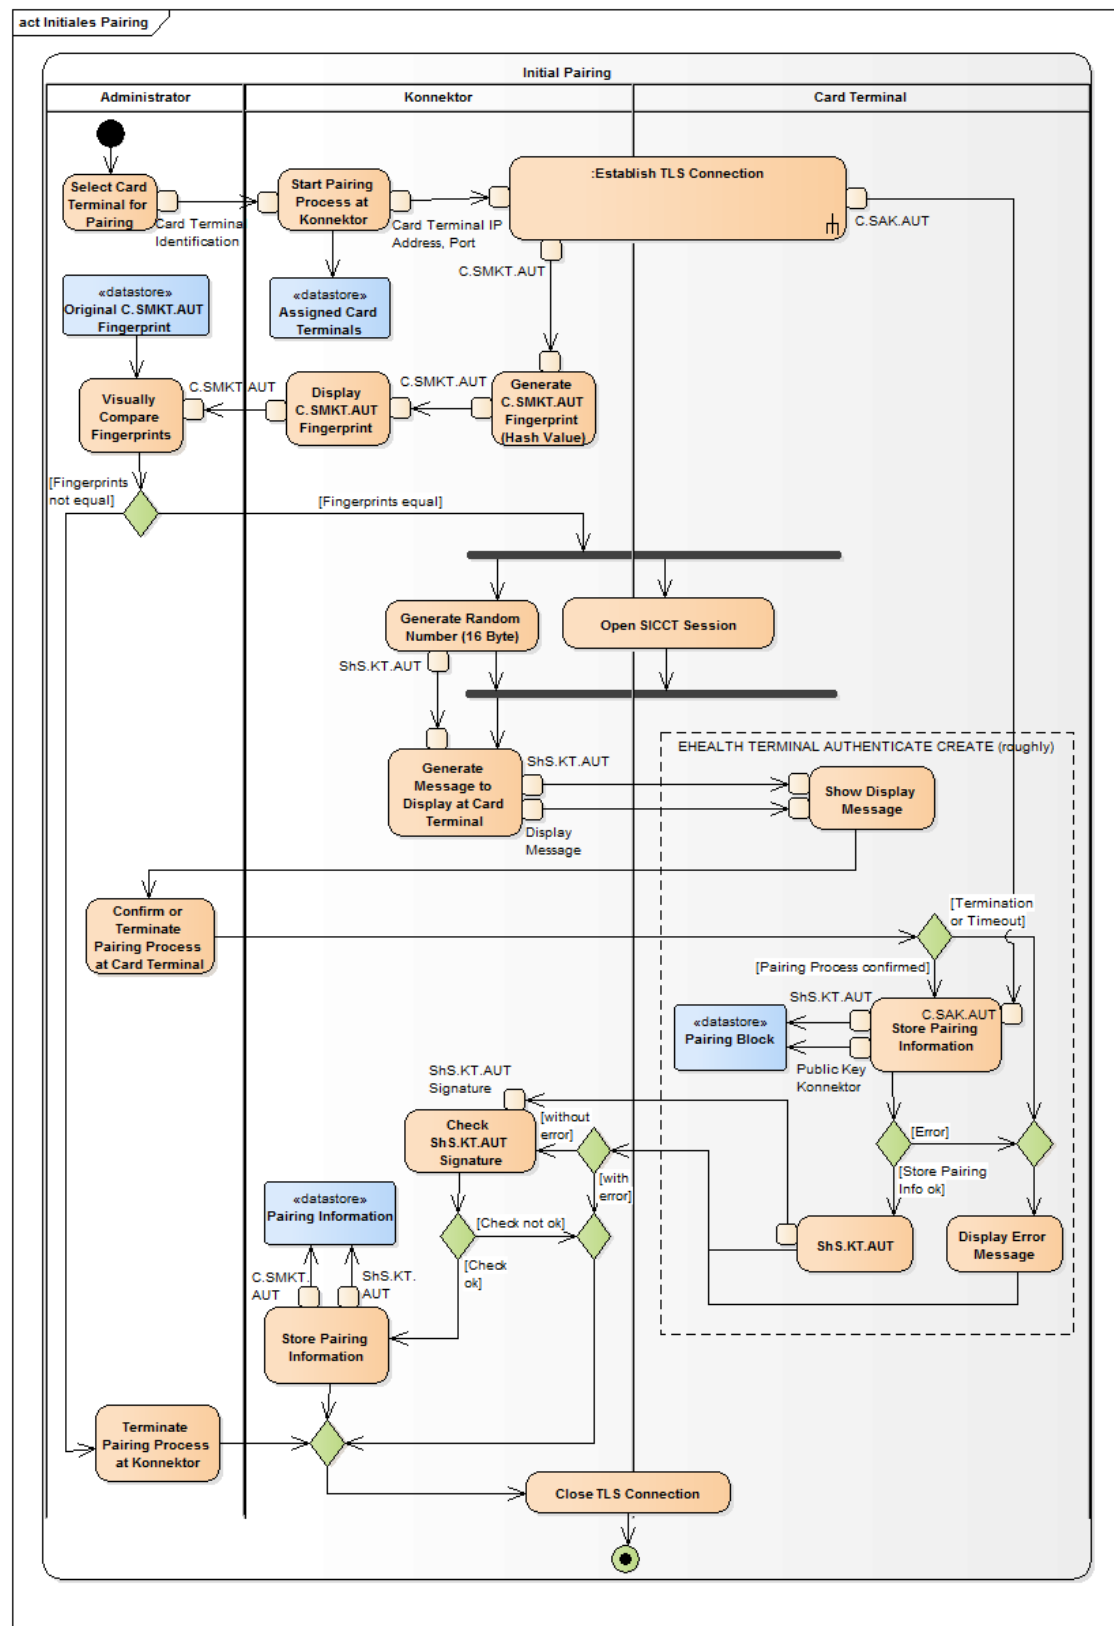 act Initiales Pairing
Initial Pairing
Administrator
Konnektor
Card Terminal
Select Card
Terminal for
Pairing
Card Terminal
Identification
Start Pairing
Process at
Konnektor
Card Terminal IP
Address, Port
:Establish TLS Connection
C.SAK.AUT
C.SMKT.AUT
«datastore»
Original C.SMKT.AUT
Fingerprint
«datastore»
Assigned Card
Terminals
Visually
Compare
Fingerprints
C.SMKT.AUT
Display
C.SMKT.AUT
Fingerprint
C.SMKT.AUT
Generate
C.SMKT.AUT
Fingerprint
(Hash Value)
[Fingerprints
not equal]
[Fingerprints equal]
Generate Random
Number (16 Byte)
Open SICCT Session
ShS.KT.AUT
EHEALTH TERMINAL AUTHENTICATE CREATE (roughly)
Generate
Message to
Display at Card
Terminal
ShS.KT.AUT
Display
Message
Show Display
Message
Confirm or
Terminate
Pairing Process
at Card Terminal
[Termination
or Timeout]
[Pairing Process confirmed]
ShS.KT.AUT
C.SAK.AUT
Store Pairing
Information
«datastore»
Pairing Block
Public Key
Konnektor
ShS.KT.AUT
Signature
Check
ShS.KT.AUT
Signature
[without
error]
[with
error]
[Error]
[Store Pairing
Info ok]
«datastore»
Pairing Information
[Check not ok]
[Check
ok]
ShS.KT.AUT
Display Error
Message
C.SMKT.
AUT
ShS.KT.
AUT
Store Pairing
Information
Terminate
Pairing Process
at Konnektor
Close TLS Connection